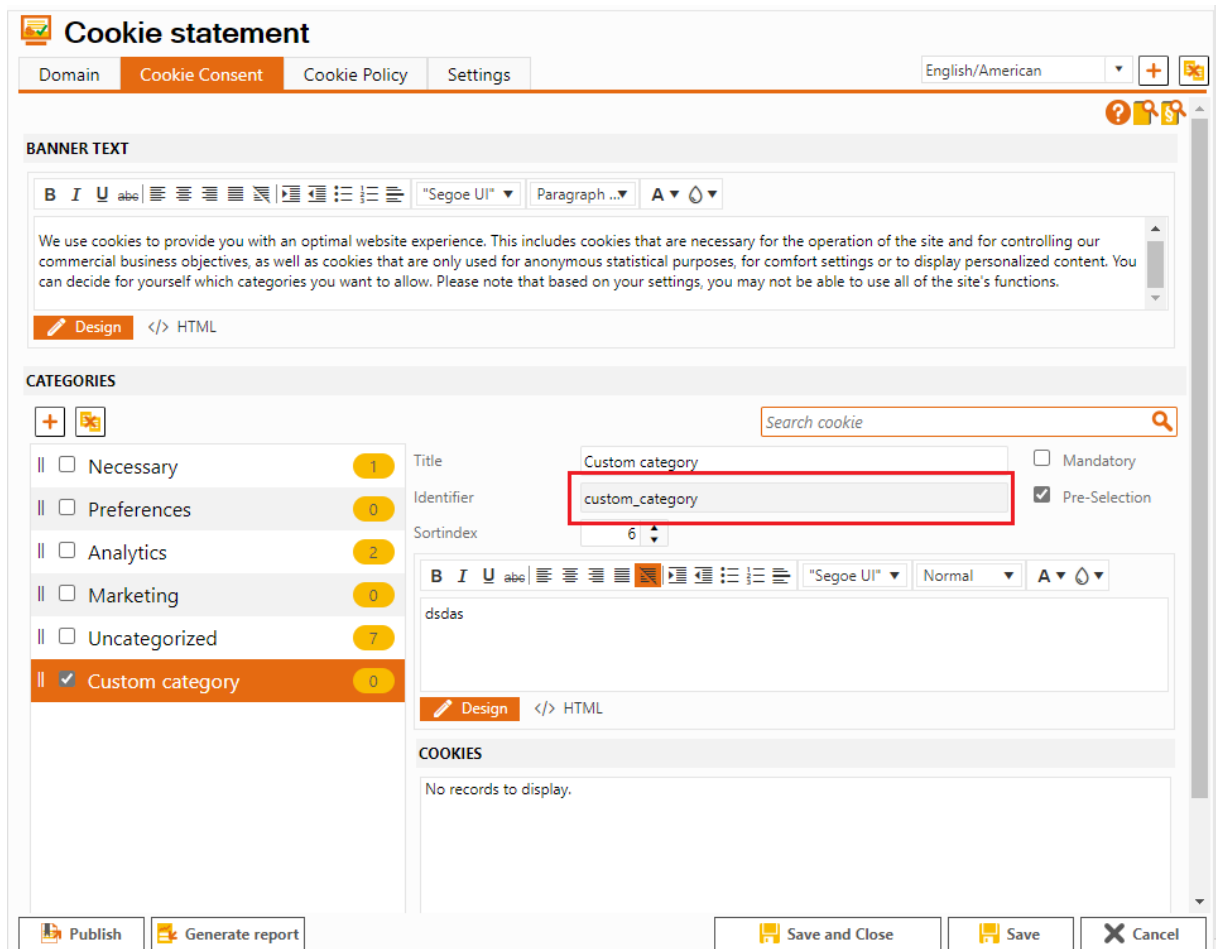 Cookie statement
Domain Cookie Consent Cookie Policy Settings English/American
BANNER TEXT
B I U abc "Segoe UI" Paragraph ... A
We use cookies to provide you with an optimal website experience. This includes cookies that are necessary for the operation of the site and for controlling our
commercial business objectives, as well as cookies that are only used for anonymous statistical purposes, for comfort settings or to display personalized content. You
can decide for yourself which categories you want to allow. Please note that based on your settings, you may not be able to use all of the site's functions.
Design </> HTML
CATEGORIES
Search cookie
Necessary 1
Preferences 0
Analytics 2
Marketing 0
Uncategorized 7
Custom category 0
Title Custom category Mandatory
Identifier custom_category Pre-Selection
Sortindex 6
B I U abc "Segoe UI" Normal A
dsdas
Design </> HTML
COOKIES
No records to display.
Publish Generate report Save and Close Save Cancel